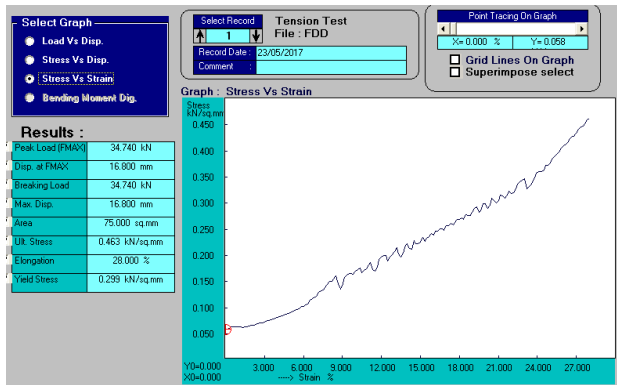 Select Graph
Load Vs Disp.
Stress Vs Disp.
Stress Vs Strain
Bending Moment Dig.
Select Record
1
Tension Test
File : FDD
Record Date : 23/05/2017
Comment :
Point Tracing On Graph
X= 0.000 % Y= 0.058
Grid Lines On Graph
Superimpose select
Results :
Peak Load (FMAX) 34.740 kN
Disp. at FMAX 16.800 mm
Breaking Load 34.740 kN
Max. Disp. 16.800 mm
Area 75.000 sq.mm
Ult. Stress 0.463 kN/sq.mm
Elongation 28.000 %
Yield Stress 0.299 kN/sq.mm
Graph : Stress Vs Strain
Stress
kN/sq.mm
0.450
0.400
0.350
0.300
0.250
0.200
0.150
0.100
0.050
Y0=0.000
X0=0.000
3.000 6.000 9.000 12.000 15.000 18.000 21.000 24.000 27.000
----> Strain %